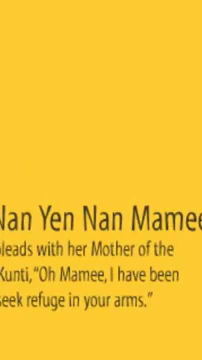 Nan Yen Nan Mamee
pleads with her Mother of the
Kunti, "Oh Mamee, I have been
seek refuge in your arms."